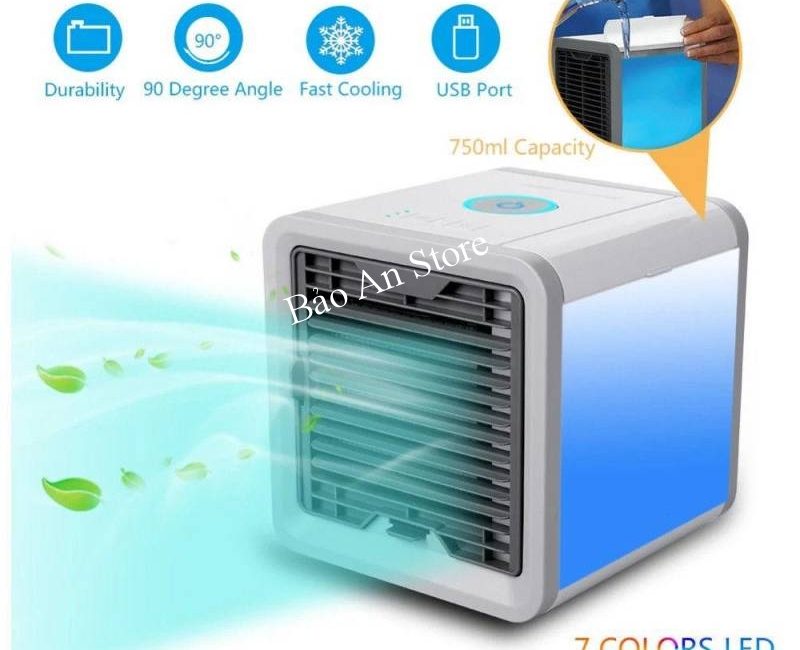 90°
Durability
90 Degree Angle
Fast Cooling
USB Port
750ml Capacity
Bảo An Store
7 COLORS LED